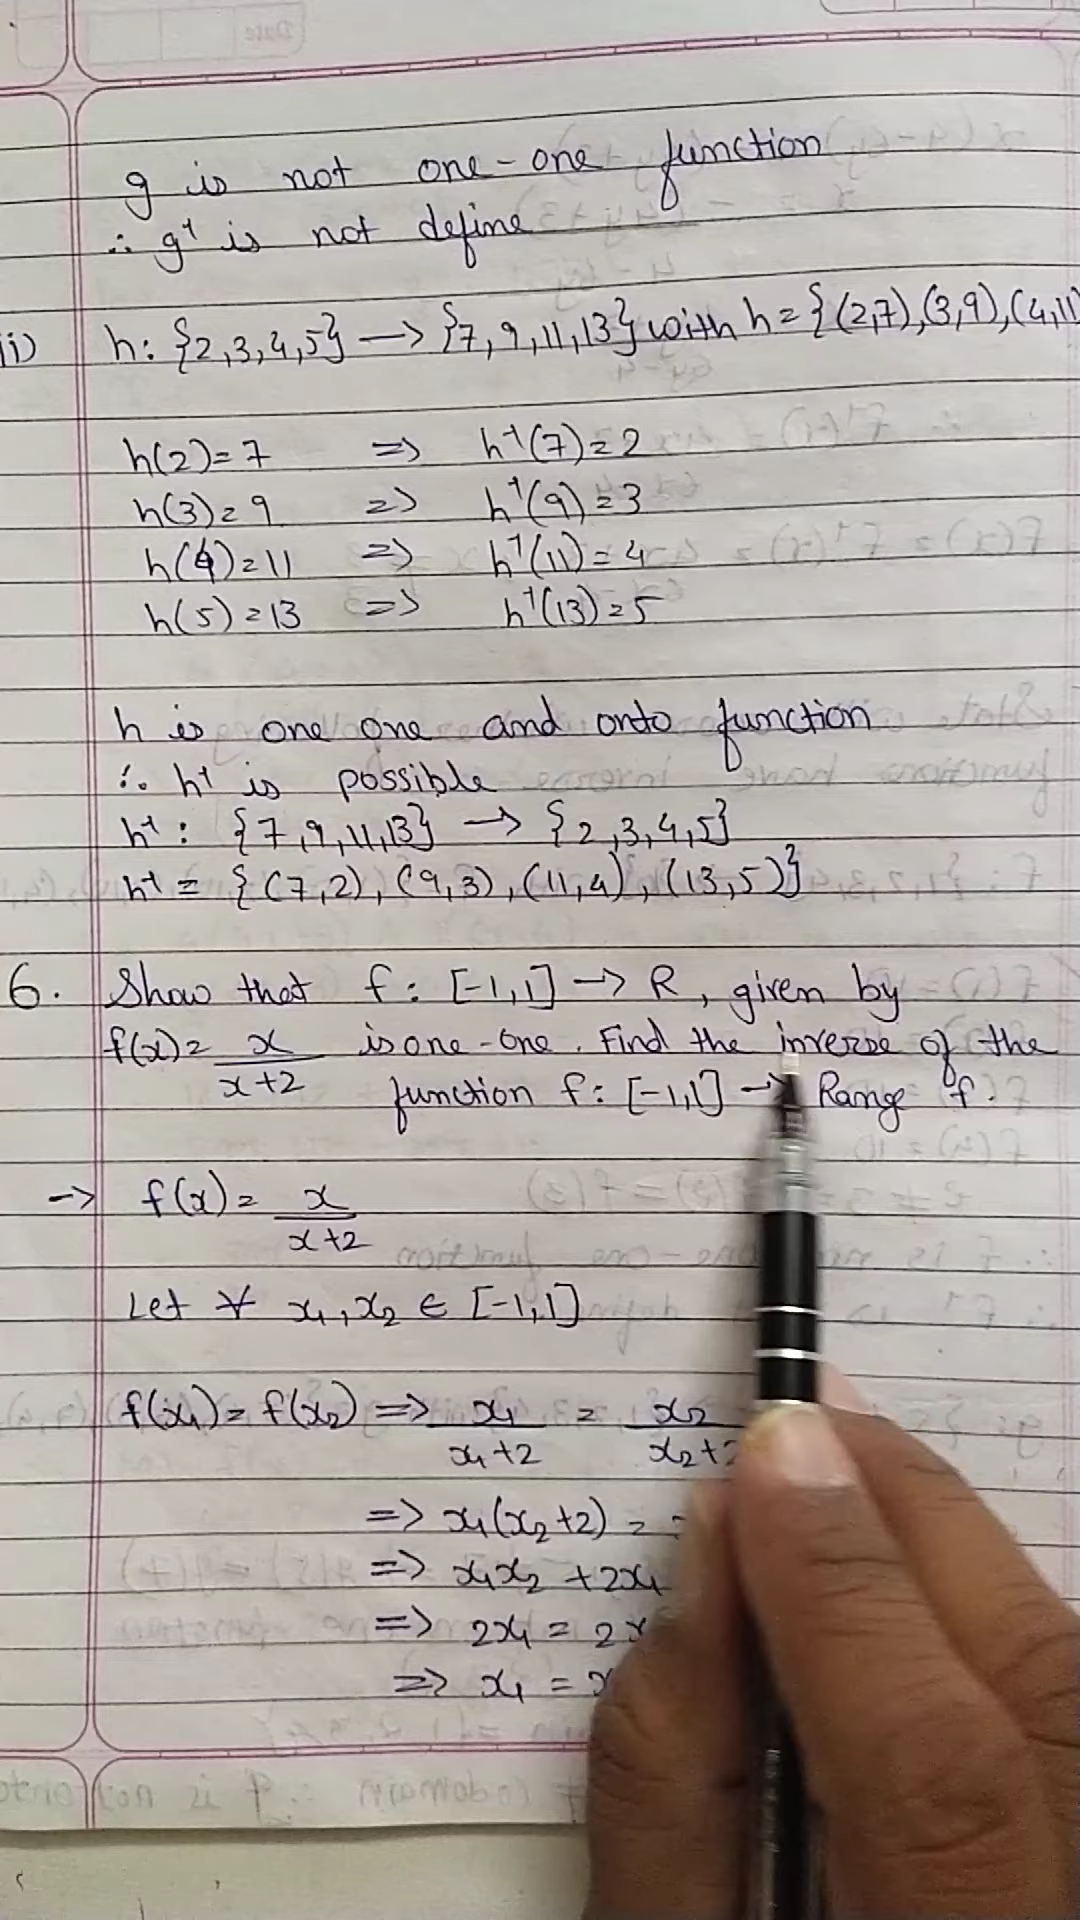 g is not one-one function
∴ g⁻¹ is not define
ii) h: {2,3,4,5} → {7,9,11,13} with h = {(2,7),(3,9),(4,11)
h(2)=7 => h⁻¹(7)=2
h(3)=9 => h⁻¹(9)=3
h(4)=11 => h⁻¹(11)=4
h(5)=13 => h⁻¹(13)=5
h is one one and onto function
∴ h⁻¹ is possible
h⁻¹ : {7,9,11,13} → {2,3,4,5}
h⁻¹ = {(7,2),(9,3),(11,4),(13,5)}
6. Show that f: [-1,1] → R, given by
f(x)= x/(x+2) is one-one. Find the inverse of the
function f: [-1,1] → Range f.
→ f(x)= x/(x+2)
Let ∀ x₁,x₂ ∈ [-1,1]
f(x₁)=f(x₂) => x₁/(x₁+2) = x₂/(x₂+2
=> x₁(x₂+2) =
=> x₁x₂ +2x₁
=> 2x₁ = 2x
=> x₁ = x